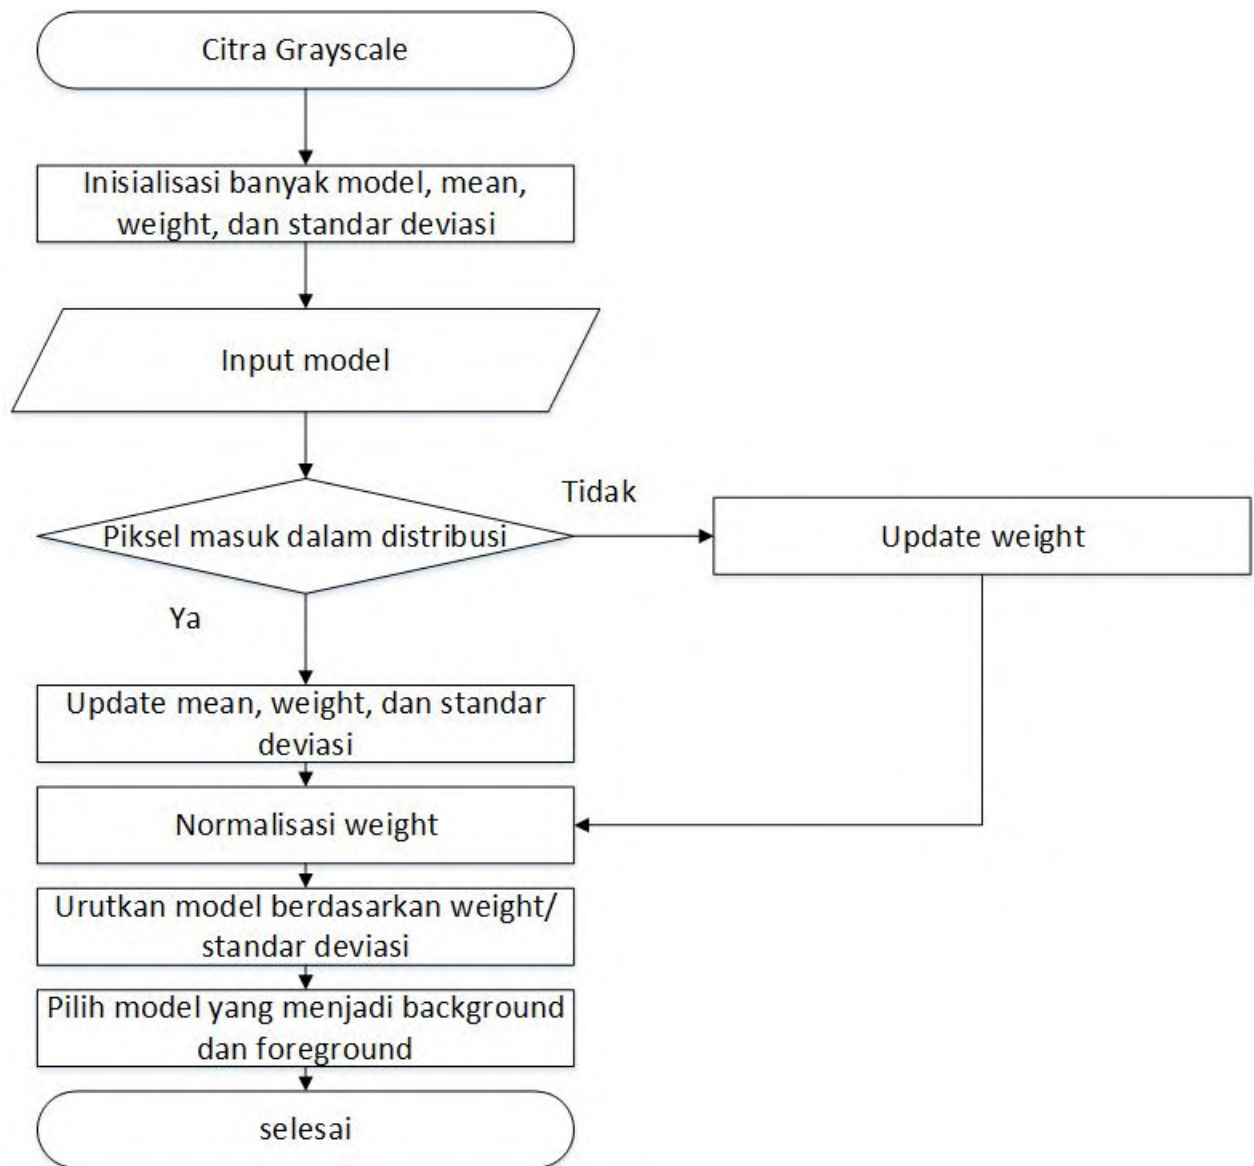 Citra Grayscale
Inisialisasi banyak model, mean,
weight, dan standar deviasi
Input model
Tidak
Piksel masuk dalam distribusi
Update weight
Ya
Update mean, weight, dan standar
deviasi
Normalisasi weight
Urutkan model berdasarkan weight/
standar deviasi
Pilih model yang menjadi background
dan foreground
selesai